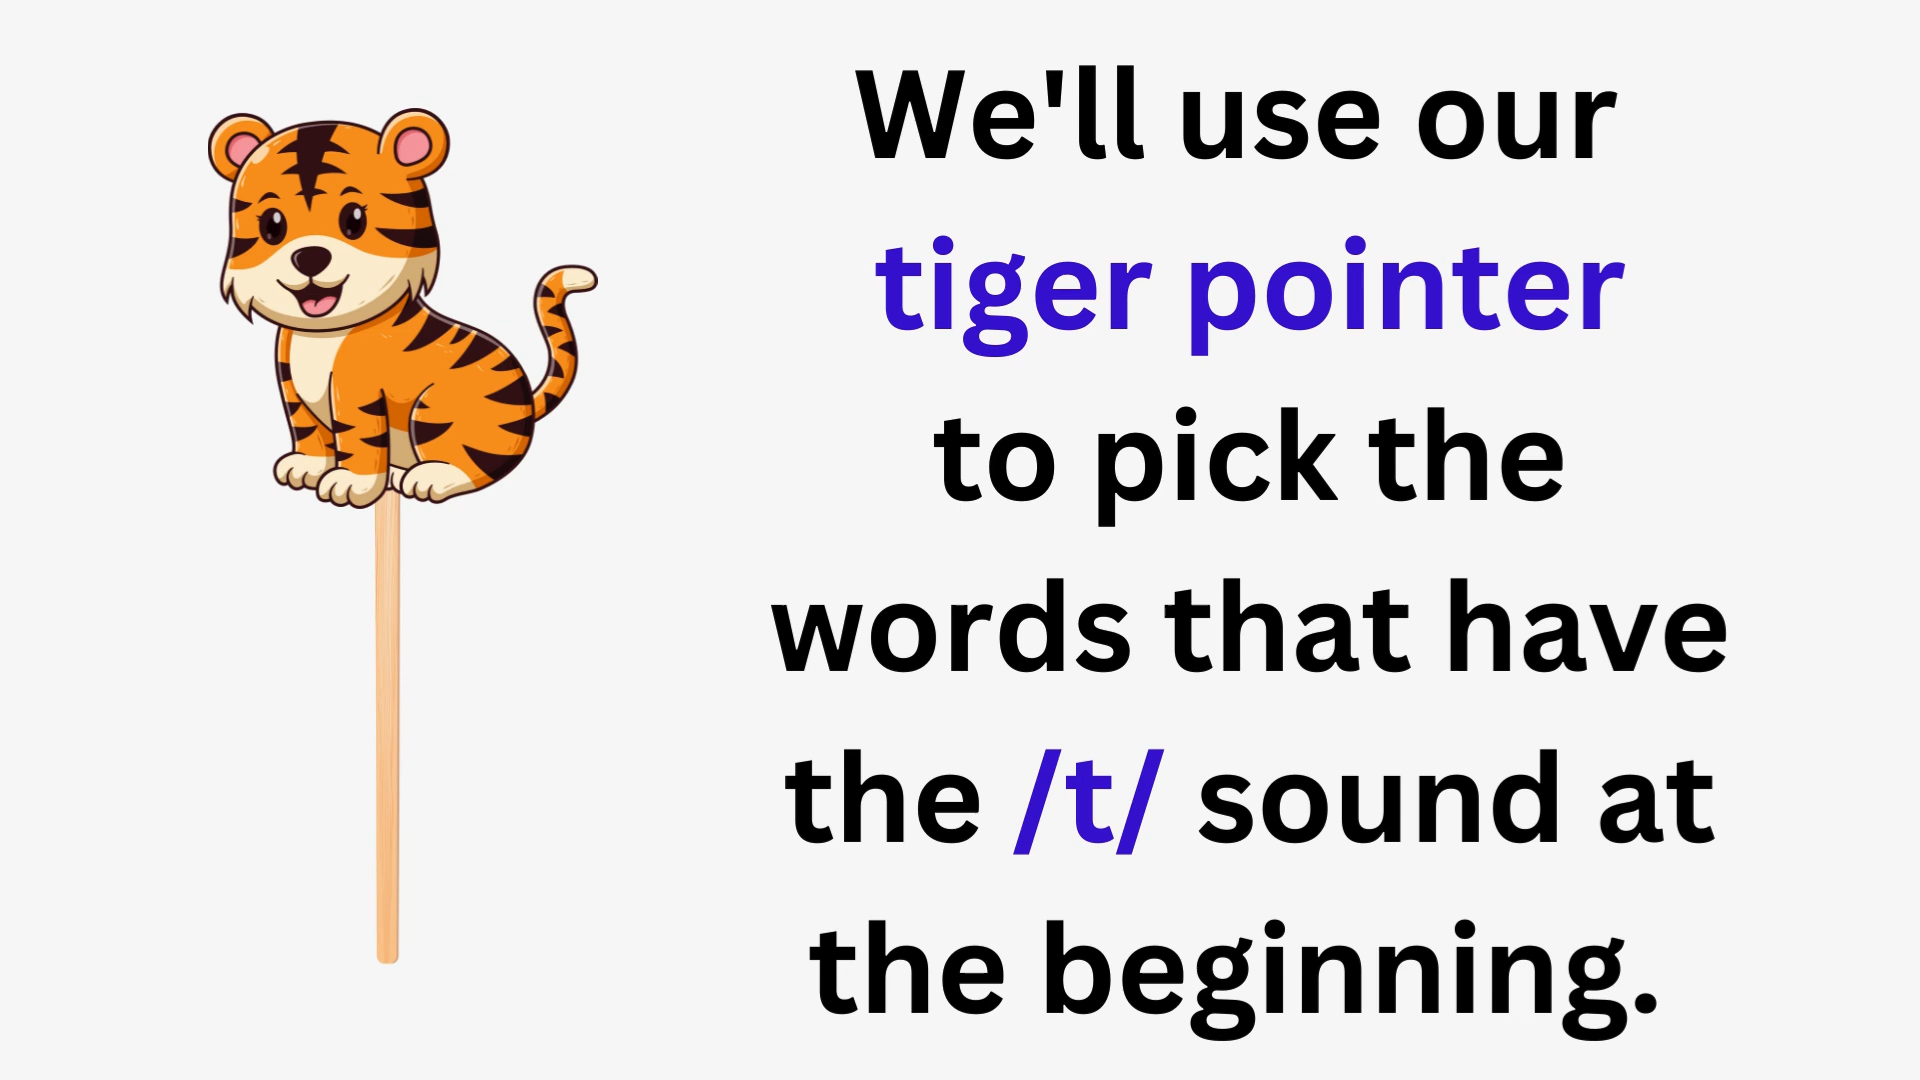 We'll use our
tiger pointer
to pick the
words that have
the /t/ sound at
the beginning.